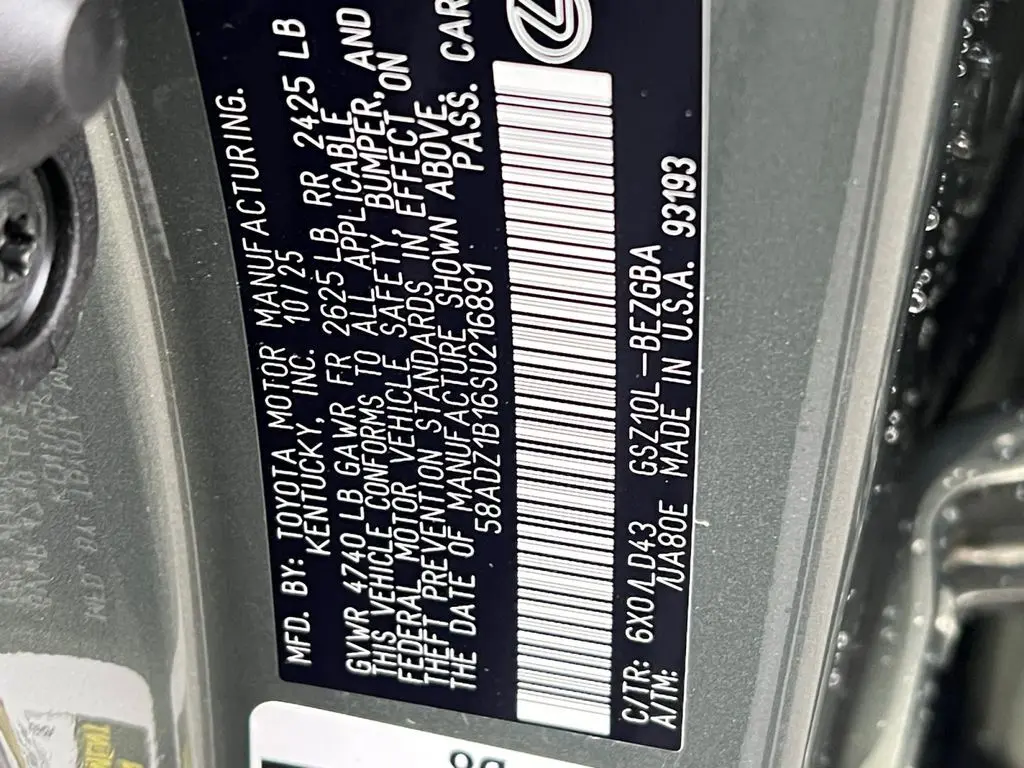 MFD. BY: TOYOTA MOTOR MANUFACTURING.
KENTUCKY, INC. 10/25
GVWR 4740 LB GAWR FR 2625 LB RR 2425 LB
THIS VEHICLE CONFORMS TO ALL APPLICABLE
FEDERAL MOTOR VEHICLE SAFETY, BUMPER, AND
THEFT PREVENTION STANDARDS IN EFFECT ON
THE DATE OF MANUFACTURE SHOWN ABOVE.
58ADZ1B16SU216891 PASS. CAR
C/TR: 6X0/LD43 GSZ10L-BEZGBA
A/TM: /UA80E MADE IN U.S.A. 93193